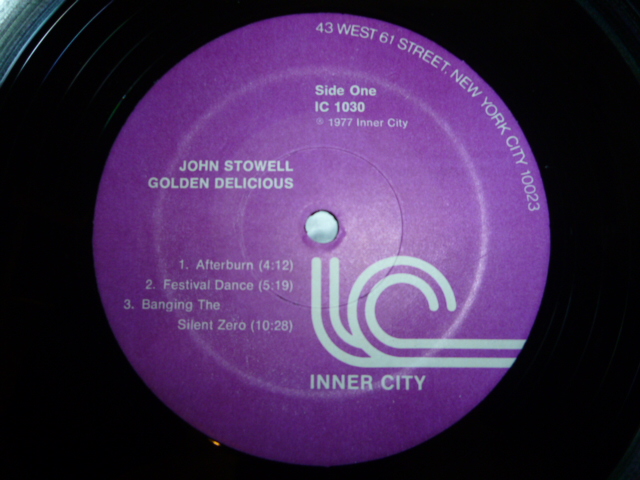 43 WEST 61 STREET, NEW YORK CITY 10023
Side One
IC 1030
℗ 1977 Inner City
JOHN STOWELL
GOLDEN DELICIOUS
1. Afterburn (4:12)
2. Festival Dance (5:19)
3. Banging The
Silent Zero (10:28)
INNER CITY